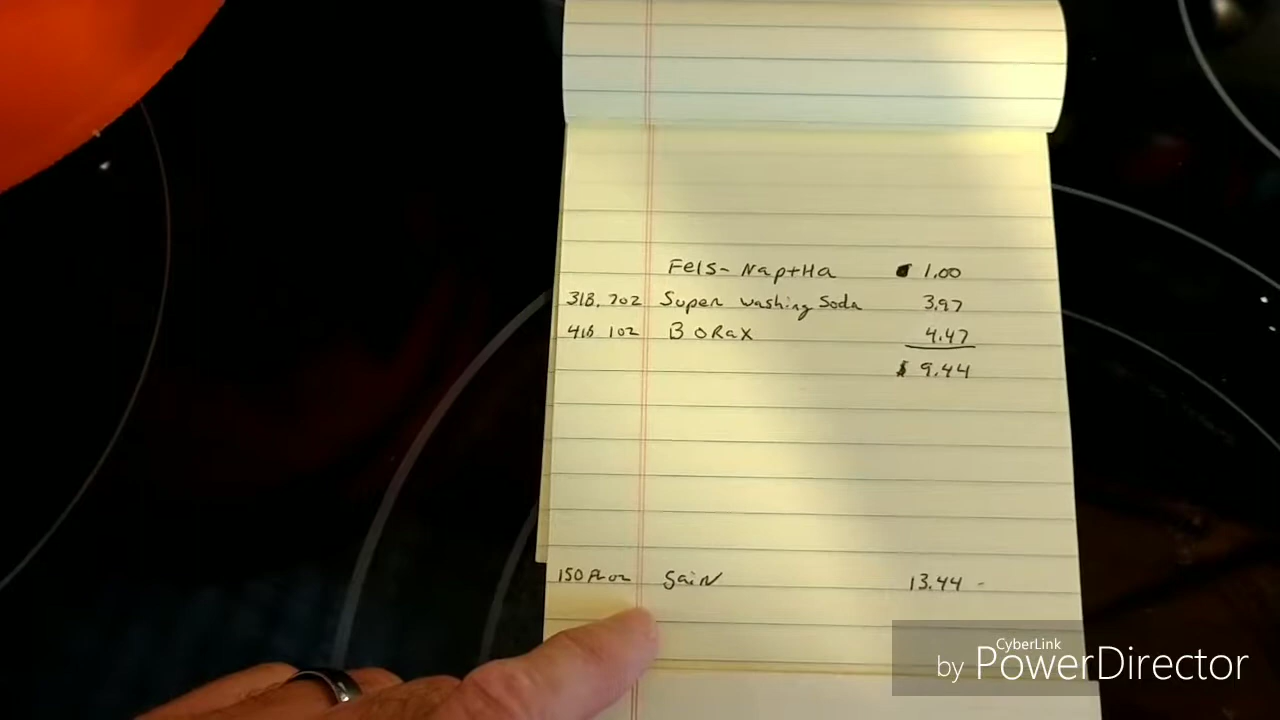 Fels-Naptha 1.00
3lB. 7oz Super washing Soda 3.97
4lB 1oz BORax 4.47
$ 9.44
150 Fl oz GaiN 13.44 -
CyberLink
by PowerDirector